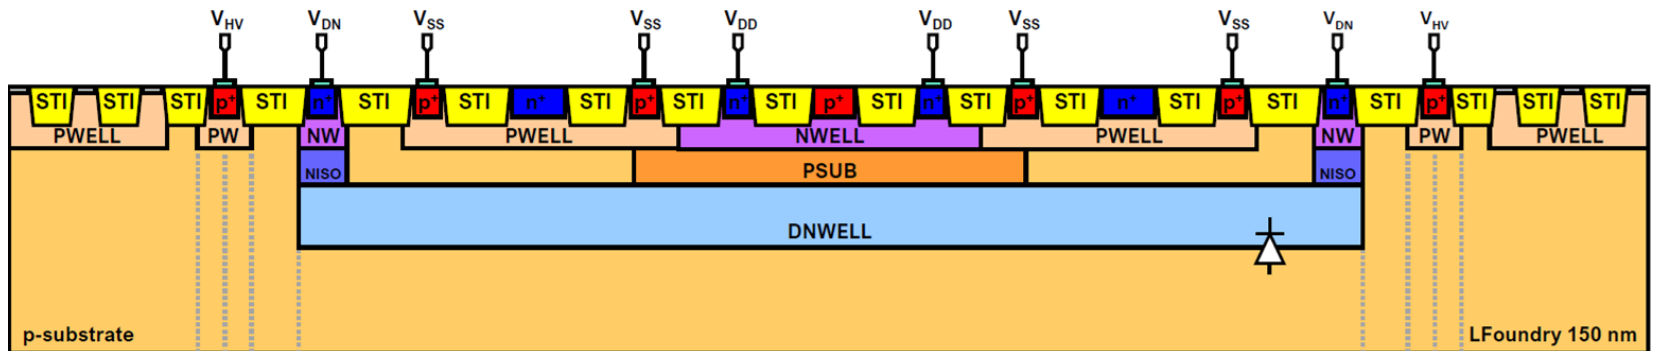 VHV VDN VSS VSS VDD VDD VSS VSS VDN VHV
STI STI STI p+ STI n+ STI p+ STI n+ STI p+ STI n+ STI p+ STI n+ STI p+ STI n+ STI p+ STI n+ STI p+ STI STI STI
PWELL PW NW PWELL NWELL PWELL NW PW PWELL
NISO PSUB NISO
DNWELL
p-substrate LFoundry 150 nm